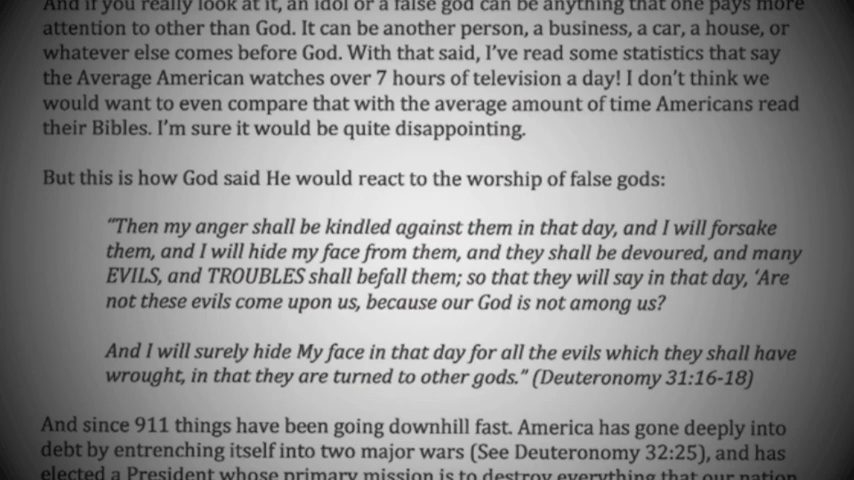 And if you really look at it, an idol or a false god can be anything that one pays more
attention to other than God. It can be another person, a business, a car, a house, or
whatever else comes before God. With that said, I've read some statistics that say
the Average American watches over 7 hours of television a day! I don't think we
would want to even compare that with the average amount of time Americans read
their Bibles. I'm sure it would be quite disappointing.
But this is how God said He would react to the worship of false gods:
"Then my anger shall be kindled against them in that day, and I will forsake
them, and I will hide my face from them, and they shall be devoured, and many
EVILS, and TROUBLES shall befall them; so that they will say in that day, 'Are
not these evils come upon us, because our God is not among us?
And I will surely hide My face in that day for all the evils which they shall have
wrought, in that they are turned to other gods." (Deuteronomy 31:16-18)
And since 911 things have been going downhill fast. America has gone deeply into
debt by entrenching itself into two major wars (See Deuteronomy 32:25), and has
elected a President whose primary mission is to destroy everything that our nation